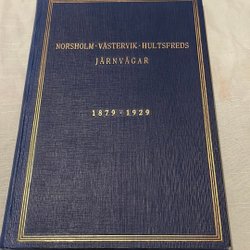 NORSHOLM · VÄSTERVIK · HULTSFREDS
JÄRNVÄGAR
1879 - 1929